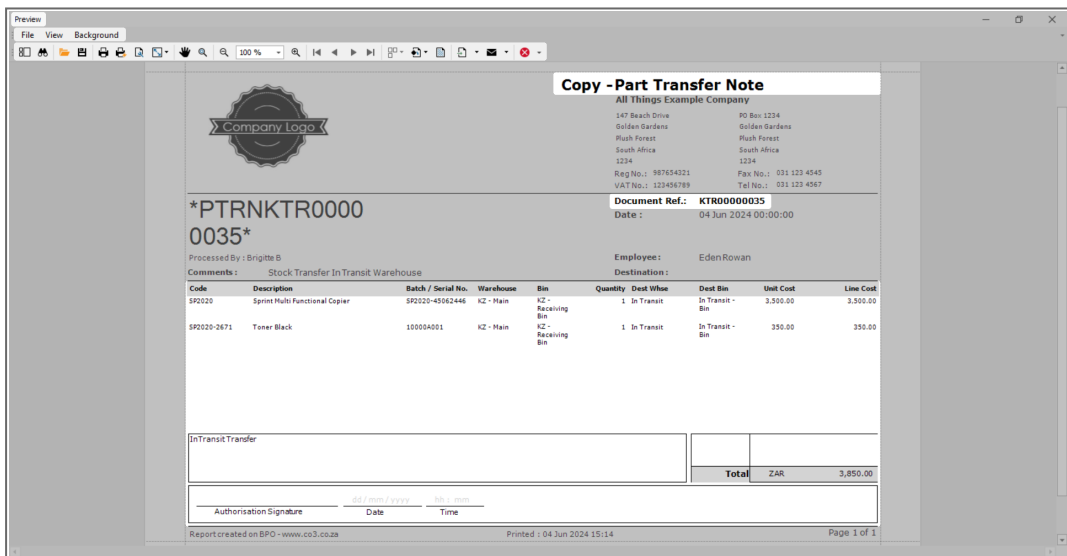 Preview
File View Background
100 %
Copy -Part Transfer Note
Company Logo
All Things Example Company
147 Beach Drive PO Box 1234
Golden Gardens Golden Gardens
Plush Forest Plush Forest
South Africa South Africa
1234 1234
Reg No.: 987654321 Fax No.: 031 123 4545
VAT No.: 123456789 Tel No.: 031 123 4567
*PTRNKTR0000
0035*
Document Ref.: KTR00000035
Date : 04 Jun 2024 00:00:00
Processed By : Brigitte B Employee : Eden Rowan
Comments : Stock Transfer In Transit Warehouse Destination :
Code Description Batch / Serial No. Warehouse Bin Quantity Dest Whse Dest Bin Unit Cost Line Cost
SP2020 Sprint Multi Functional Copier SP2020-45062446 KZ - Main KZ - 1 In Transit In Transit - 3,500.00 3,500.00
Receiving Bin
Bin
SP2020-2671 Toner Black 10000A001 KZ - Main KZ - 1 In Transit In Transit - 350.00 350.00
Receiving Bin
Bin
InTransit Transfer
Total ZAR 3,850.00
dd / mm / yyyy hh : mm
Authorisation Signature Date Time
Report created on BPO - www.co3.co.za Printed : 04 Jun 2024 15:14 Page 1 of 1